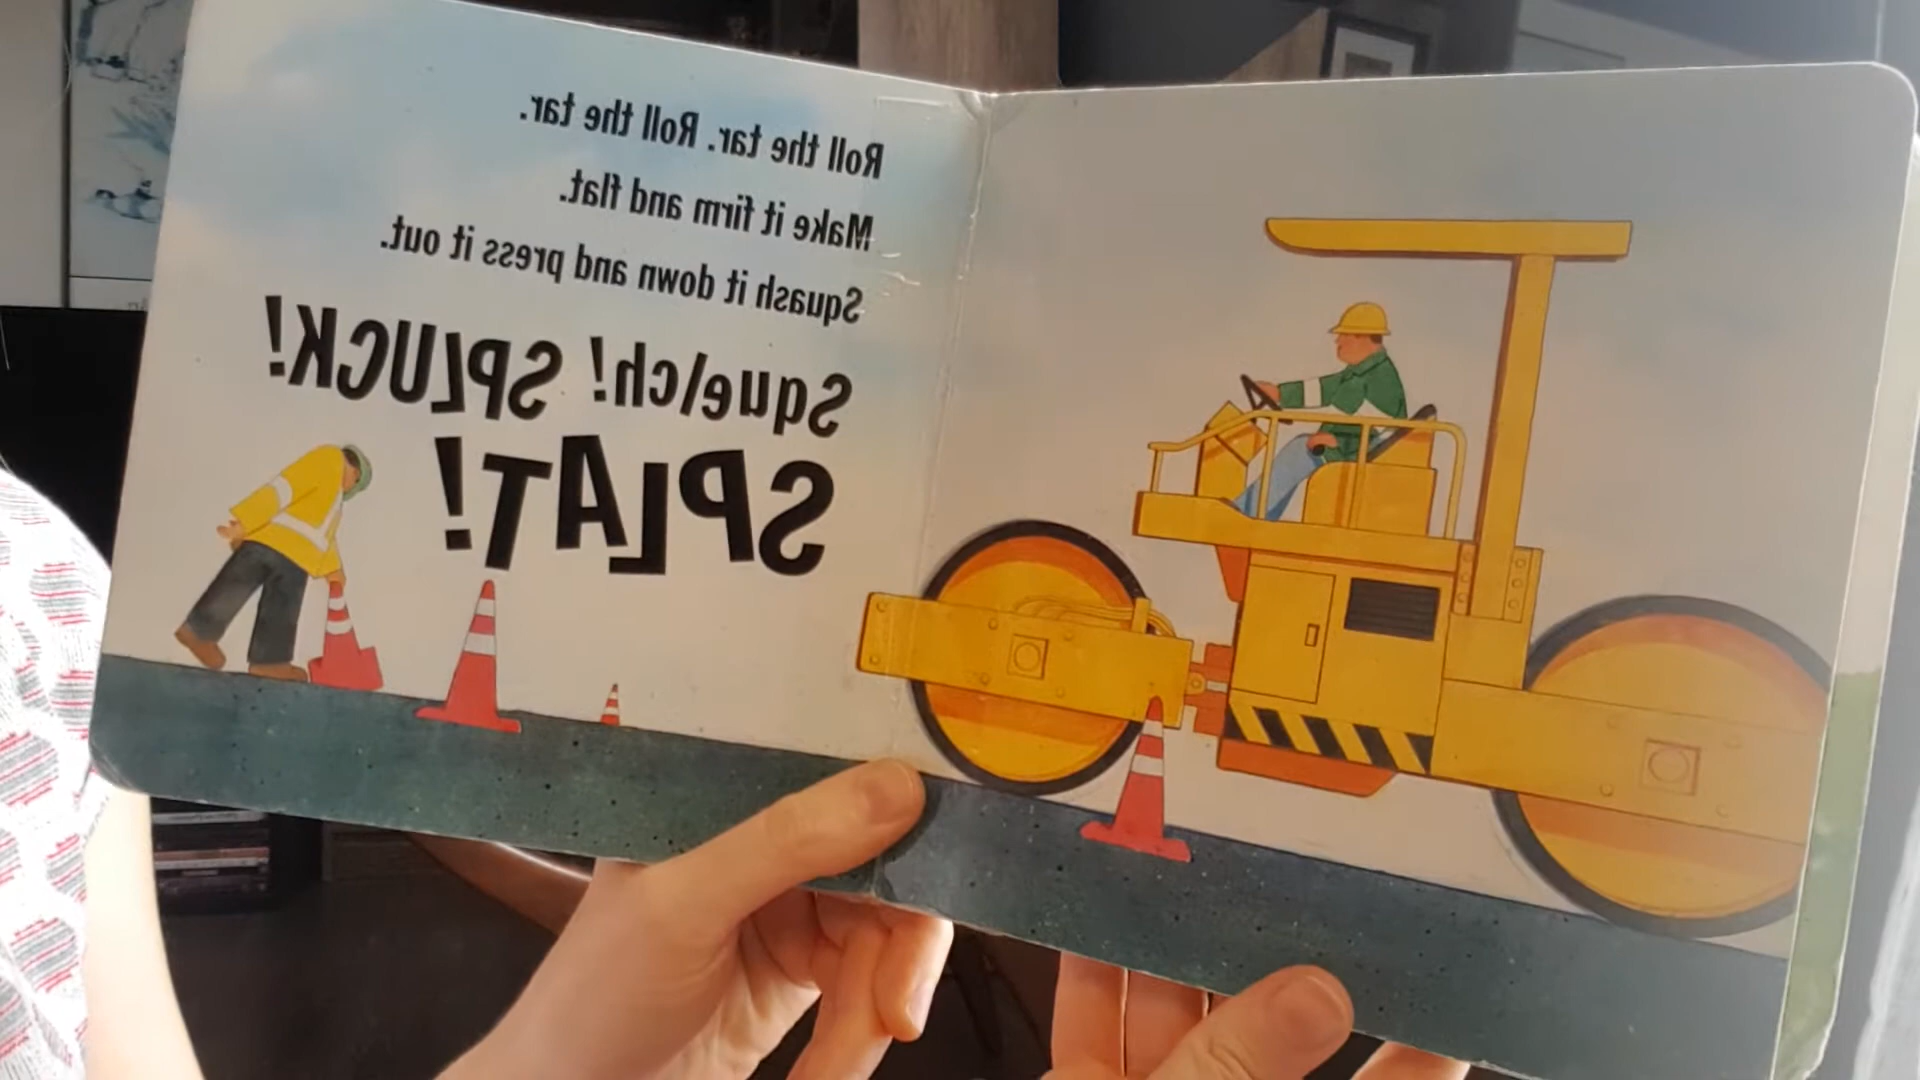 Roll the tar. Roll the tar.
Make it firm and flat.
Squash it down and press it out.
Squelch! SPLUCK!
SPLAT!